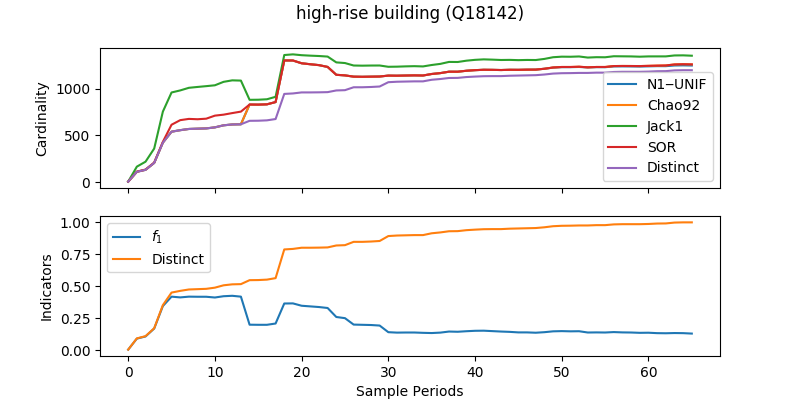 high-rise building (Q18142)
Cardinality
1000
500
0
N1−UNIF
Chao92
Jack1
SOR
Distinct
Indicators
1.00
0.75
0.50
0.25
0.00
f₁
Distinct
0 10 20 30 40 50 60
Sample Periods